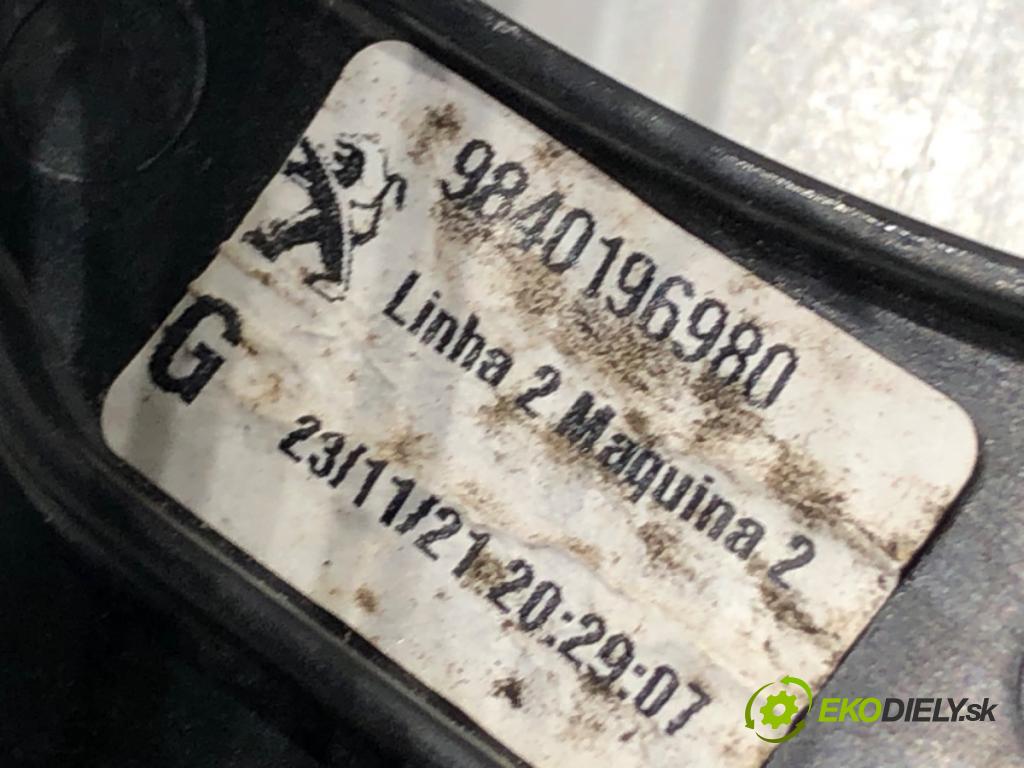 9840196980
Linha 2 Maquina 2
G
23/11/21 20:29:07
EKODIELY.sk